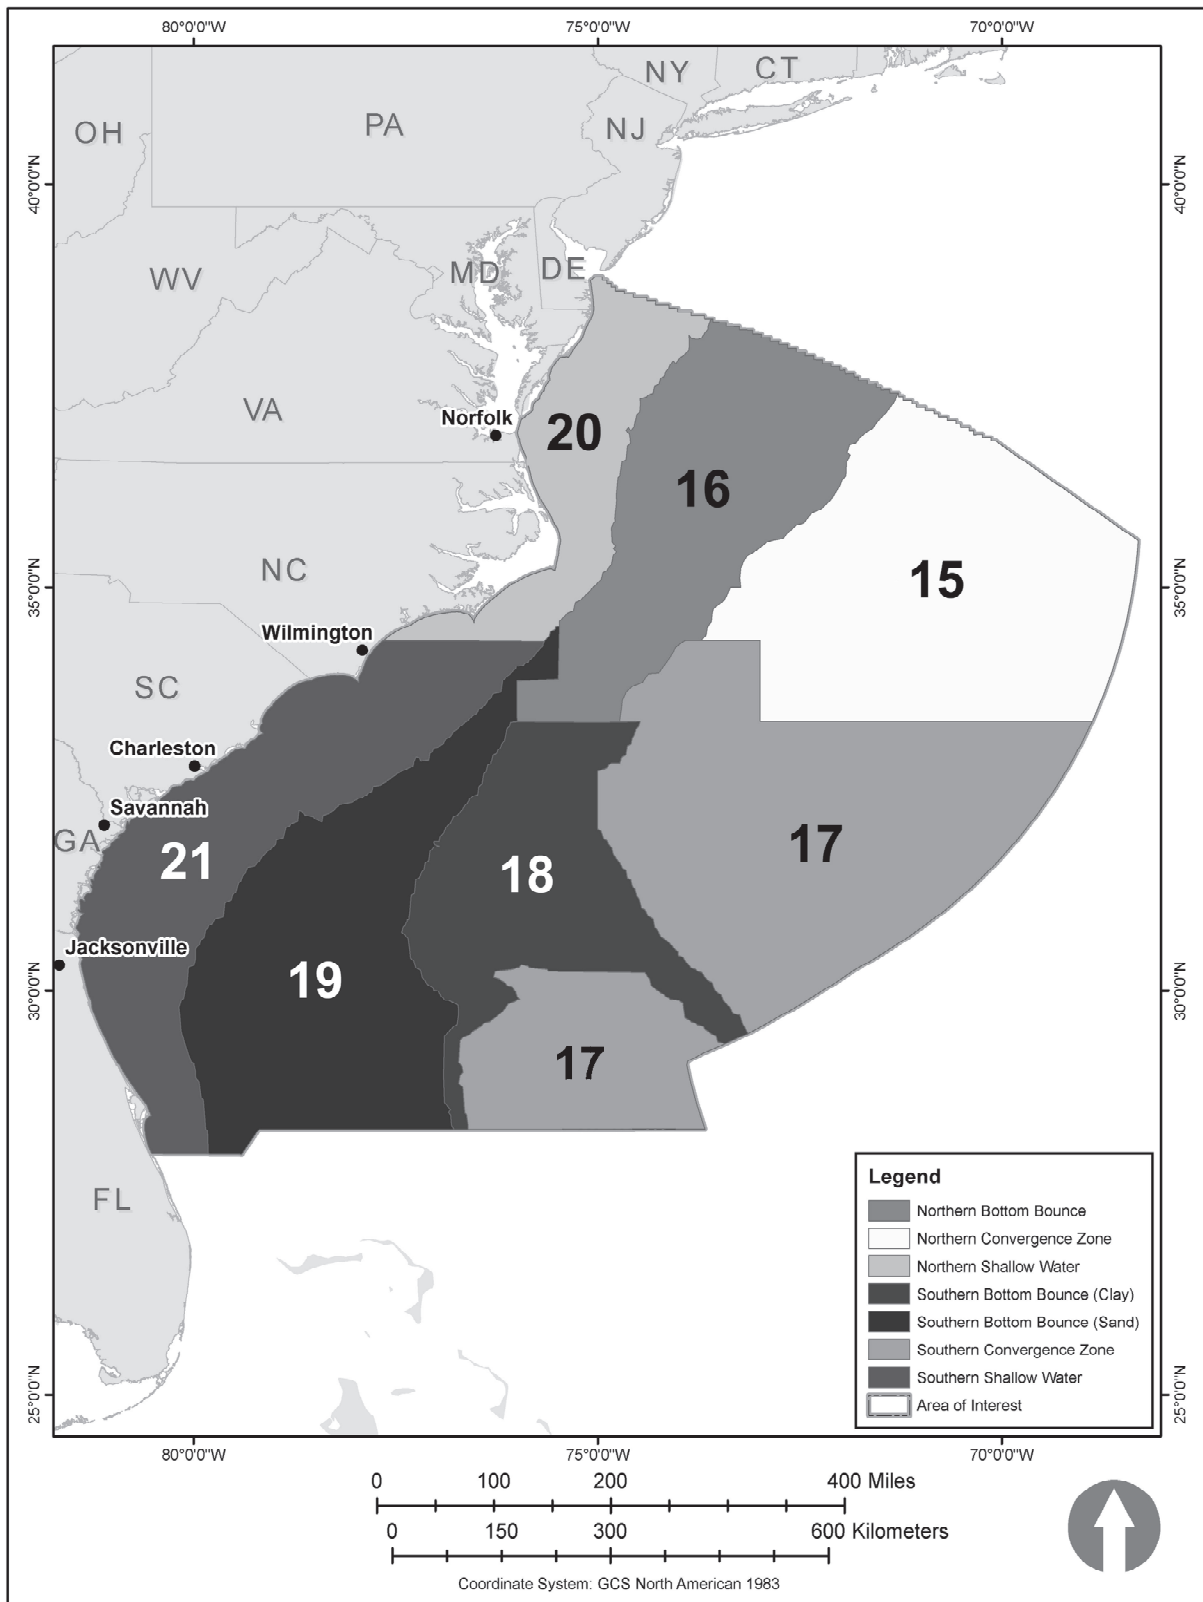 80°0'0"W 75°0'0"W 70°0'0"W
NY CT
OH PA NJ
40°0'0"N 40°0'0"N
WV MD DE
VA Norfolk 20
16
35°0'0"N 35°0'0"N
NC 15
Wilmington
SC
Charleston
Savannah
GA 21 18 17
Jacksonville
30°0'0"N 30°0'0"N
19
17
FL
Legend
Northern Bottom Bounce
Northern Convergence Zone
Northern Shallow Water
Southern Bottom Bounce (Clay)
Southern Bottom Bounce (Sand)
Southern Convergence Zone
Southern Shallow Water
Area of Interest
25°0'0"N 25°0'0"N
80°0'0"W 75°0'0"W 70°0'0"W
0 100 200 400 Miles
0 150 300 600 Kilometers
Coordinate System: GCS North American 1983